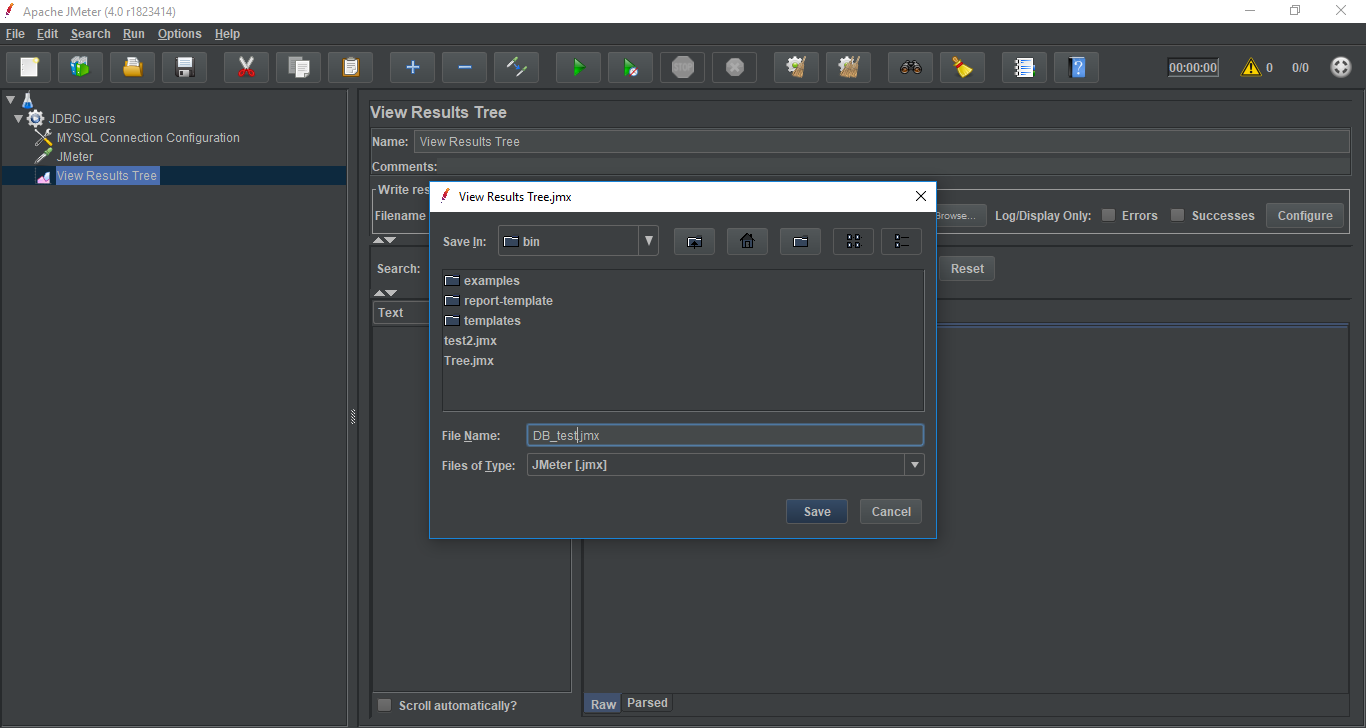 Apache JMeter (4.0 r1823414)
File Edit Search Run Options Help
STOP
00:00:00 0 0/0
JDBC users
MYSQL Connection Configuration
JMeter
View Results Tree
View Results Tree
Name: View Results Tree
Comments:
Write res
Filename
Browse... Log/Display Only: Errors Successes Configure
Search:
Reset
Text
View Results Tree.jmx
Save In: bin
examples
report-template
templates
test2.jmx
Tree.jmx
File Name: DB_test.jmx
Files of Type: JMeter [.jmx]
Save Cancel
Scroll automatically?
Raw Parsed